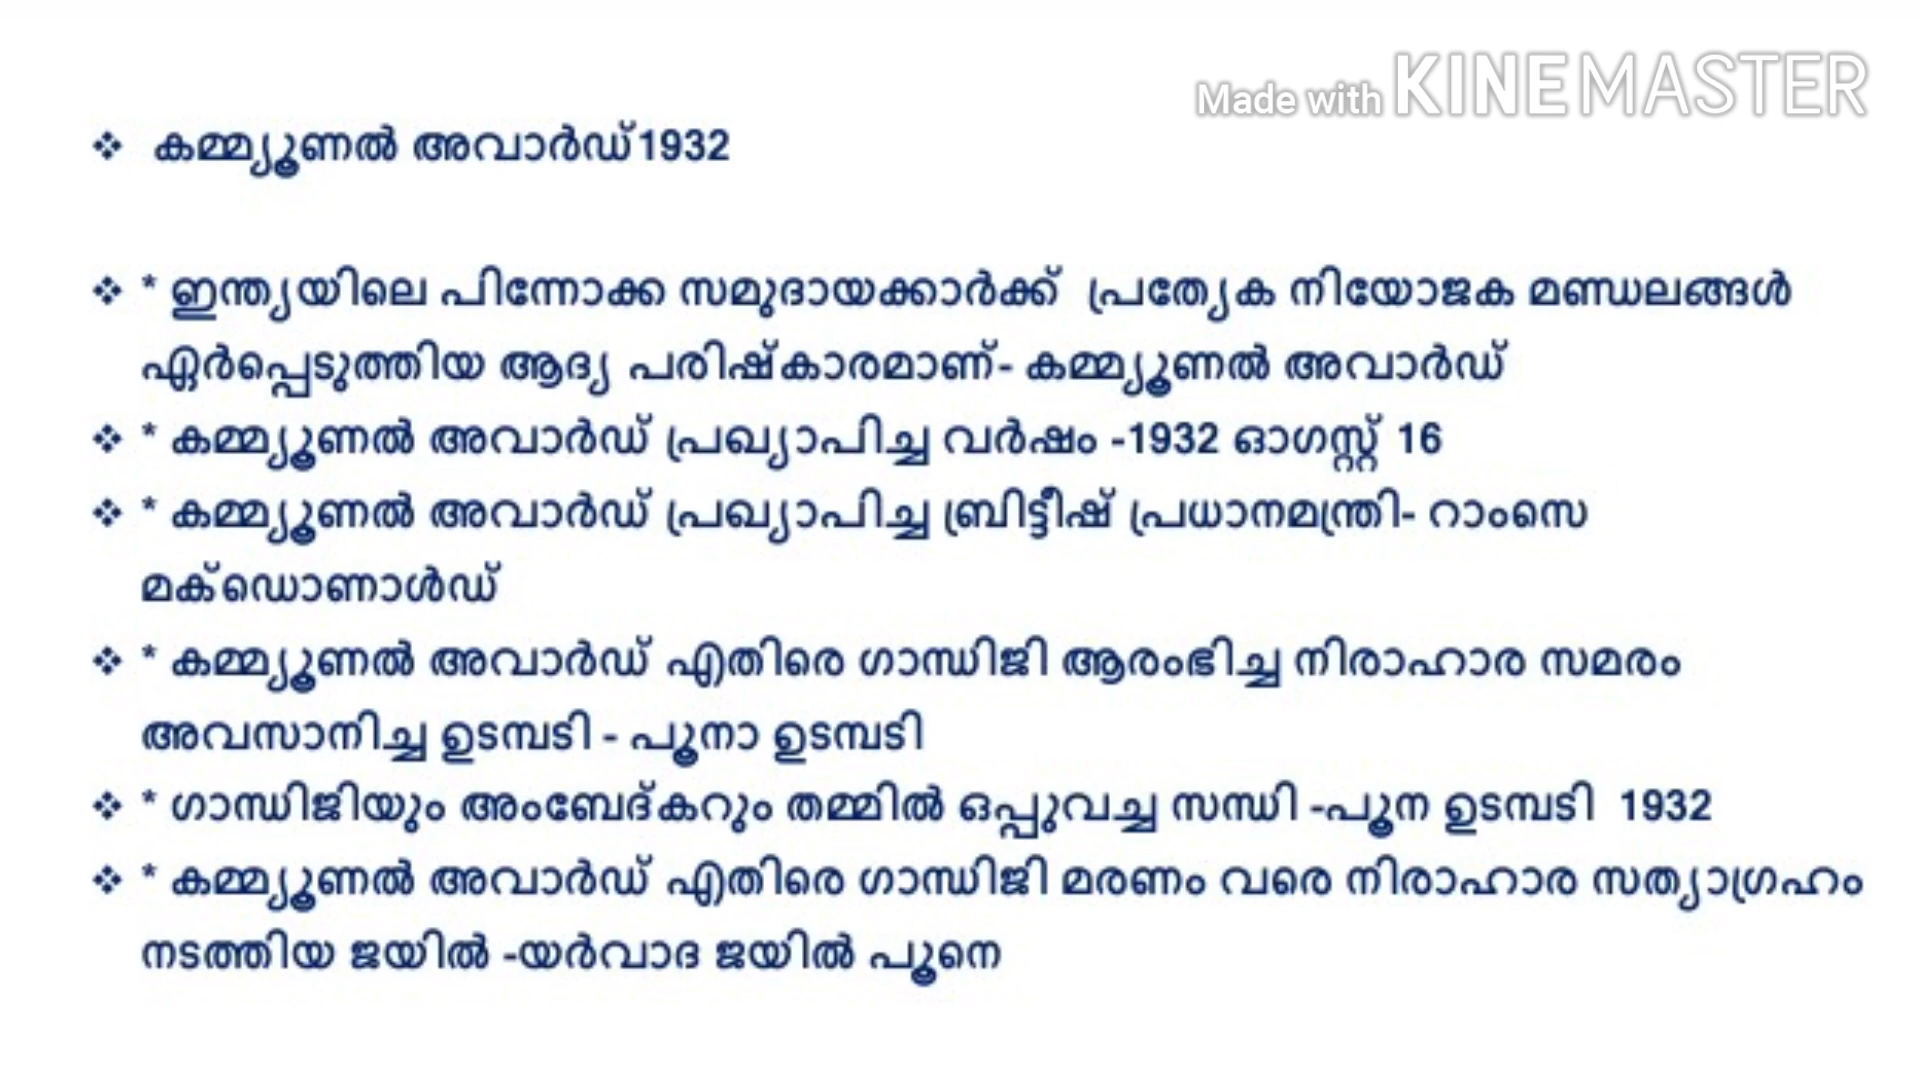 Made with KINEMASTER
❖ കമ്മ്യൂണൽ അവാർഡ് 1932
❖ * ഇന്ത്യയിലെ പിന്നോക്ക സമുദായക്കാർക്ക് പ്രത്യേക നിയോജക മണ്ഡലങ്ങൾ
ഏർപ്പെടുത്തിയ ആദ്യ പരിഷ്കാരമാണ്- കമ്മ്യൂണൽ അവാർഡ്
❖ * കമ്മ്യൂണൽ അവാർഡ് പ്രഖ്യാപിച്ച വർഷം -1932 ഓഗസ്റ്റ് 16
❖ * കമ്മ്യൂണൽ അവാർഡ് പ്രഖ്യാപിച്ച ബ്രിട്ടീഷ് പ്രധാനമന്ത്രി- റാംസെ
മക്ഡൊണാൾഡ്
❖ * കമ്മ്യൂണൽ അവാർഡ് എതിരെ ഗാന്ധിജി ആരംഭിച്ച നിരാഹാര സമരം
അവസാനിച്ച ഉടമ്പടി - പൂനാ ഉടമ്പടി
❖ * ഗാന്ധിജിയും അംബേദ്കറും തമ്മിൽ ഒപ്പുവച്ച സന്ധി -പൂന ഉടമ്പടി 1932
❖ * കമ്മ്യൂണൽ അവാർഡ് എതിരെ ഗാന്ധിജി മരണം വരെ നിരാഹാര സത്യാഗ്രഹം
നടത്തിയ ജയിൽ -യർവാദ ജയിൽ പൂനെ